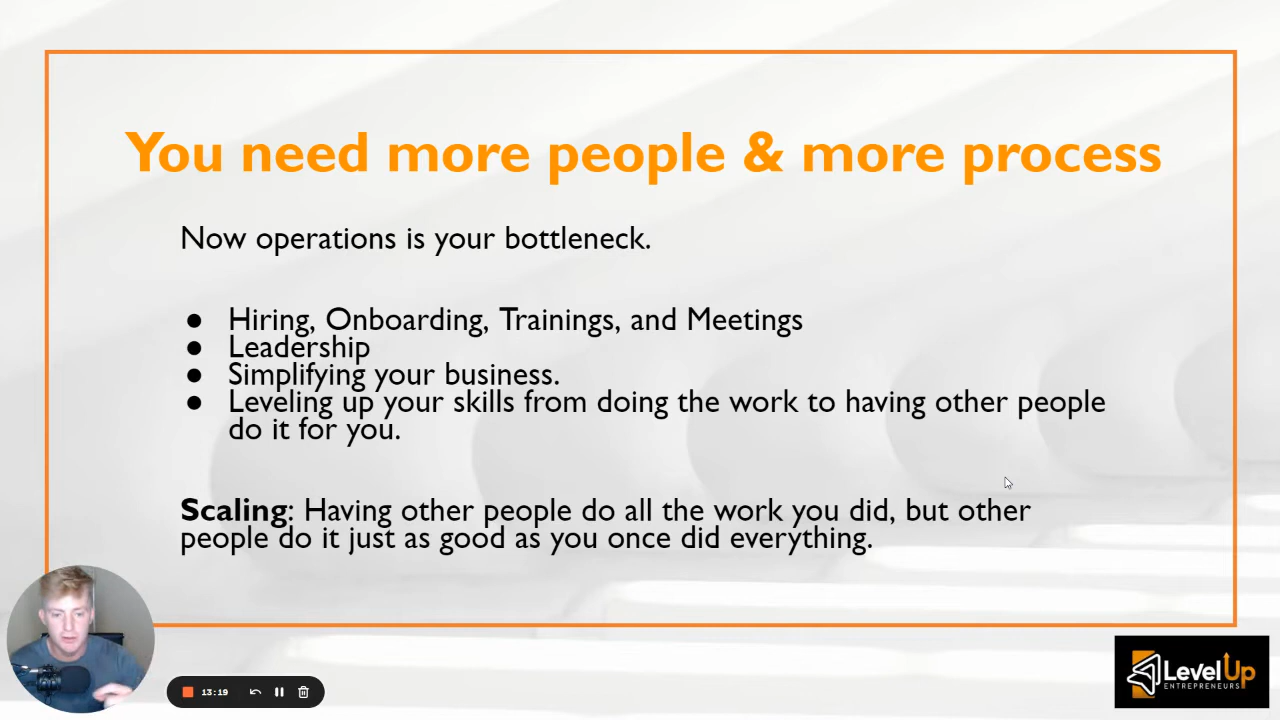 You need more people & more process
Now operations is your bottleneck.
● Hiring, Onboarding, Trainings, and Meetings
● Leadership
● Simplifying your business.
● Leveling up your skills from doing the work to having other people
do it for you.
Scaling: Having other people do all the work you did, but other
people do it just as good as you once did everything.
13:19
LevelUp
ENTREPRENEURS